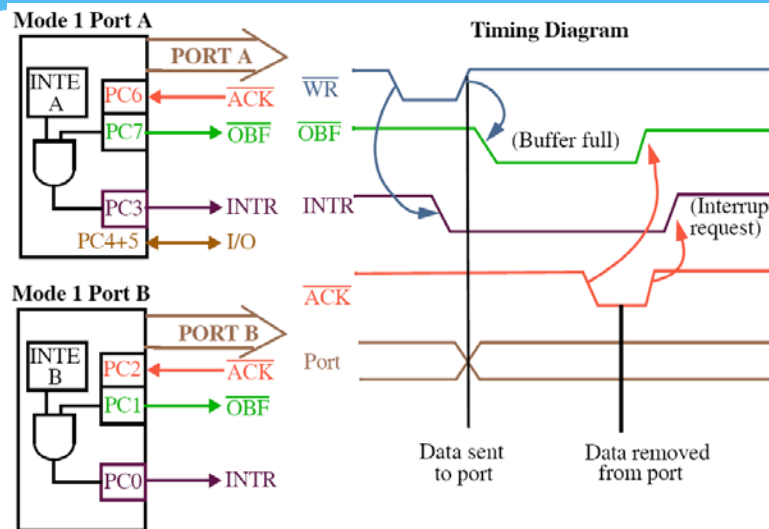 Mode 1 Port A
PORT A
INTE
A
PC6
ACK
PC7
OBF
PC3
INTR
PC4+5
I/O
Mode 1 Port B
PORT B
INTE
B
PC2
ACK
PC1
OBF
PC0
INTR
Timing Diagram
WR
OBF
(Buffer full)
INTR
(Interrup
request)
ACK
Port
Data sent
to port
Data removed
from port